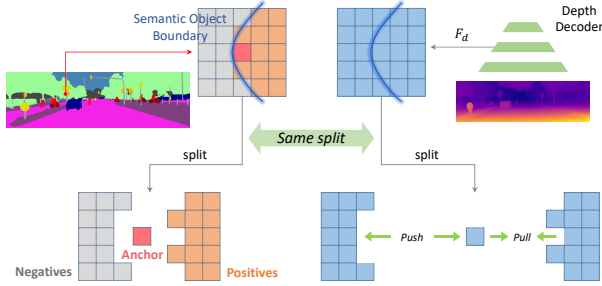 Semantic Object
Boundary
Depth
Decoder
F_d
Same split
split
split
Push
Pull
Anchor
Negatives
Positives